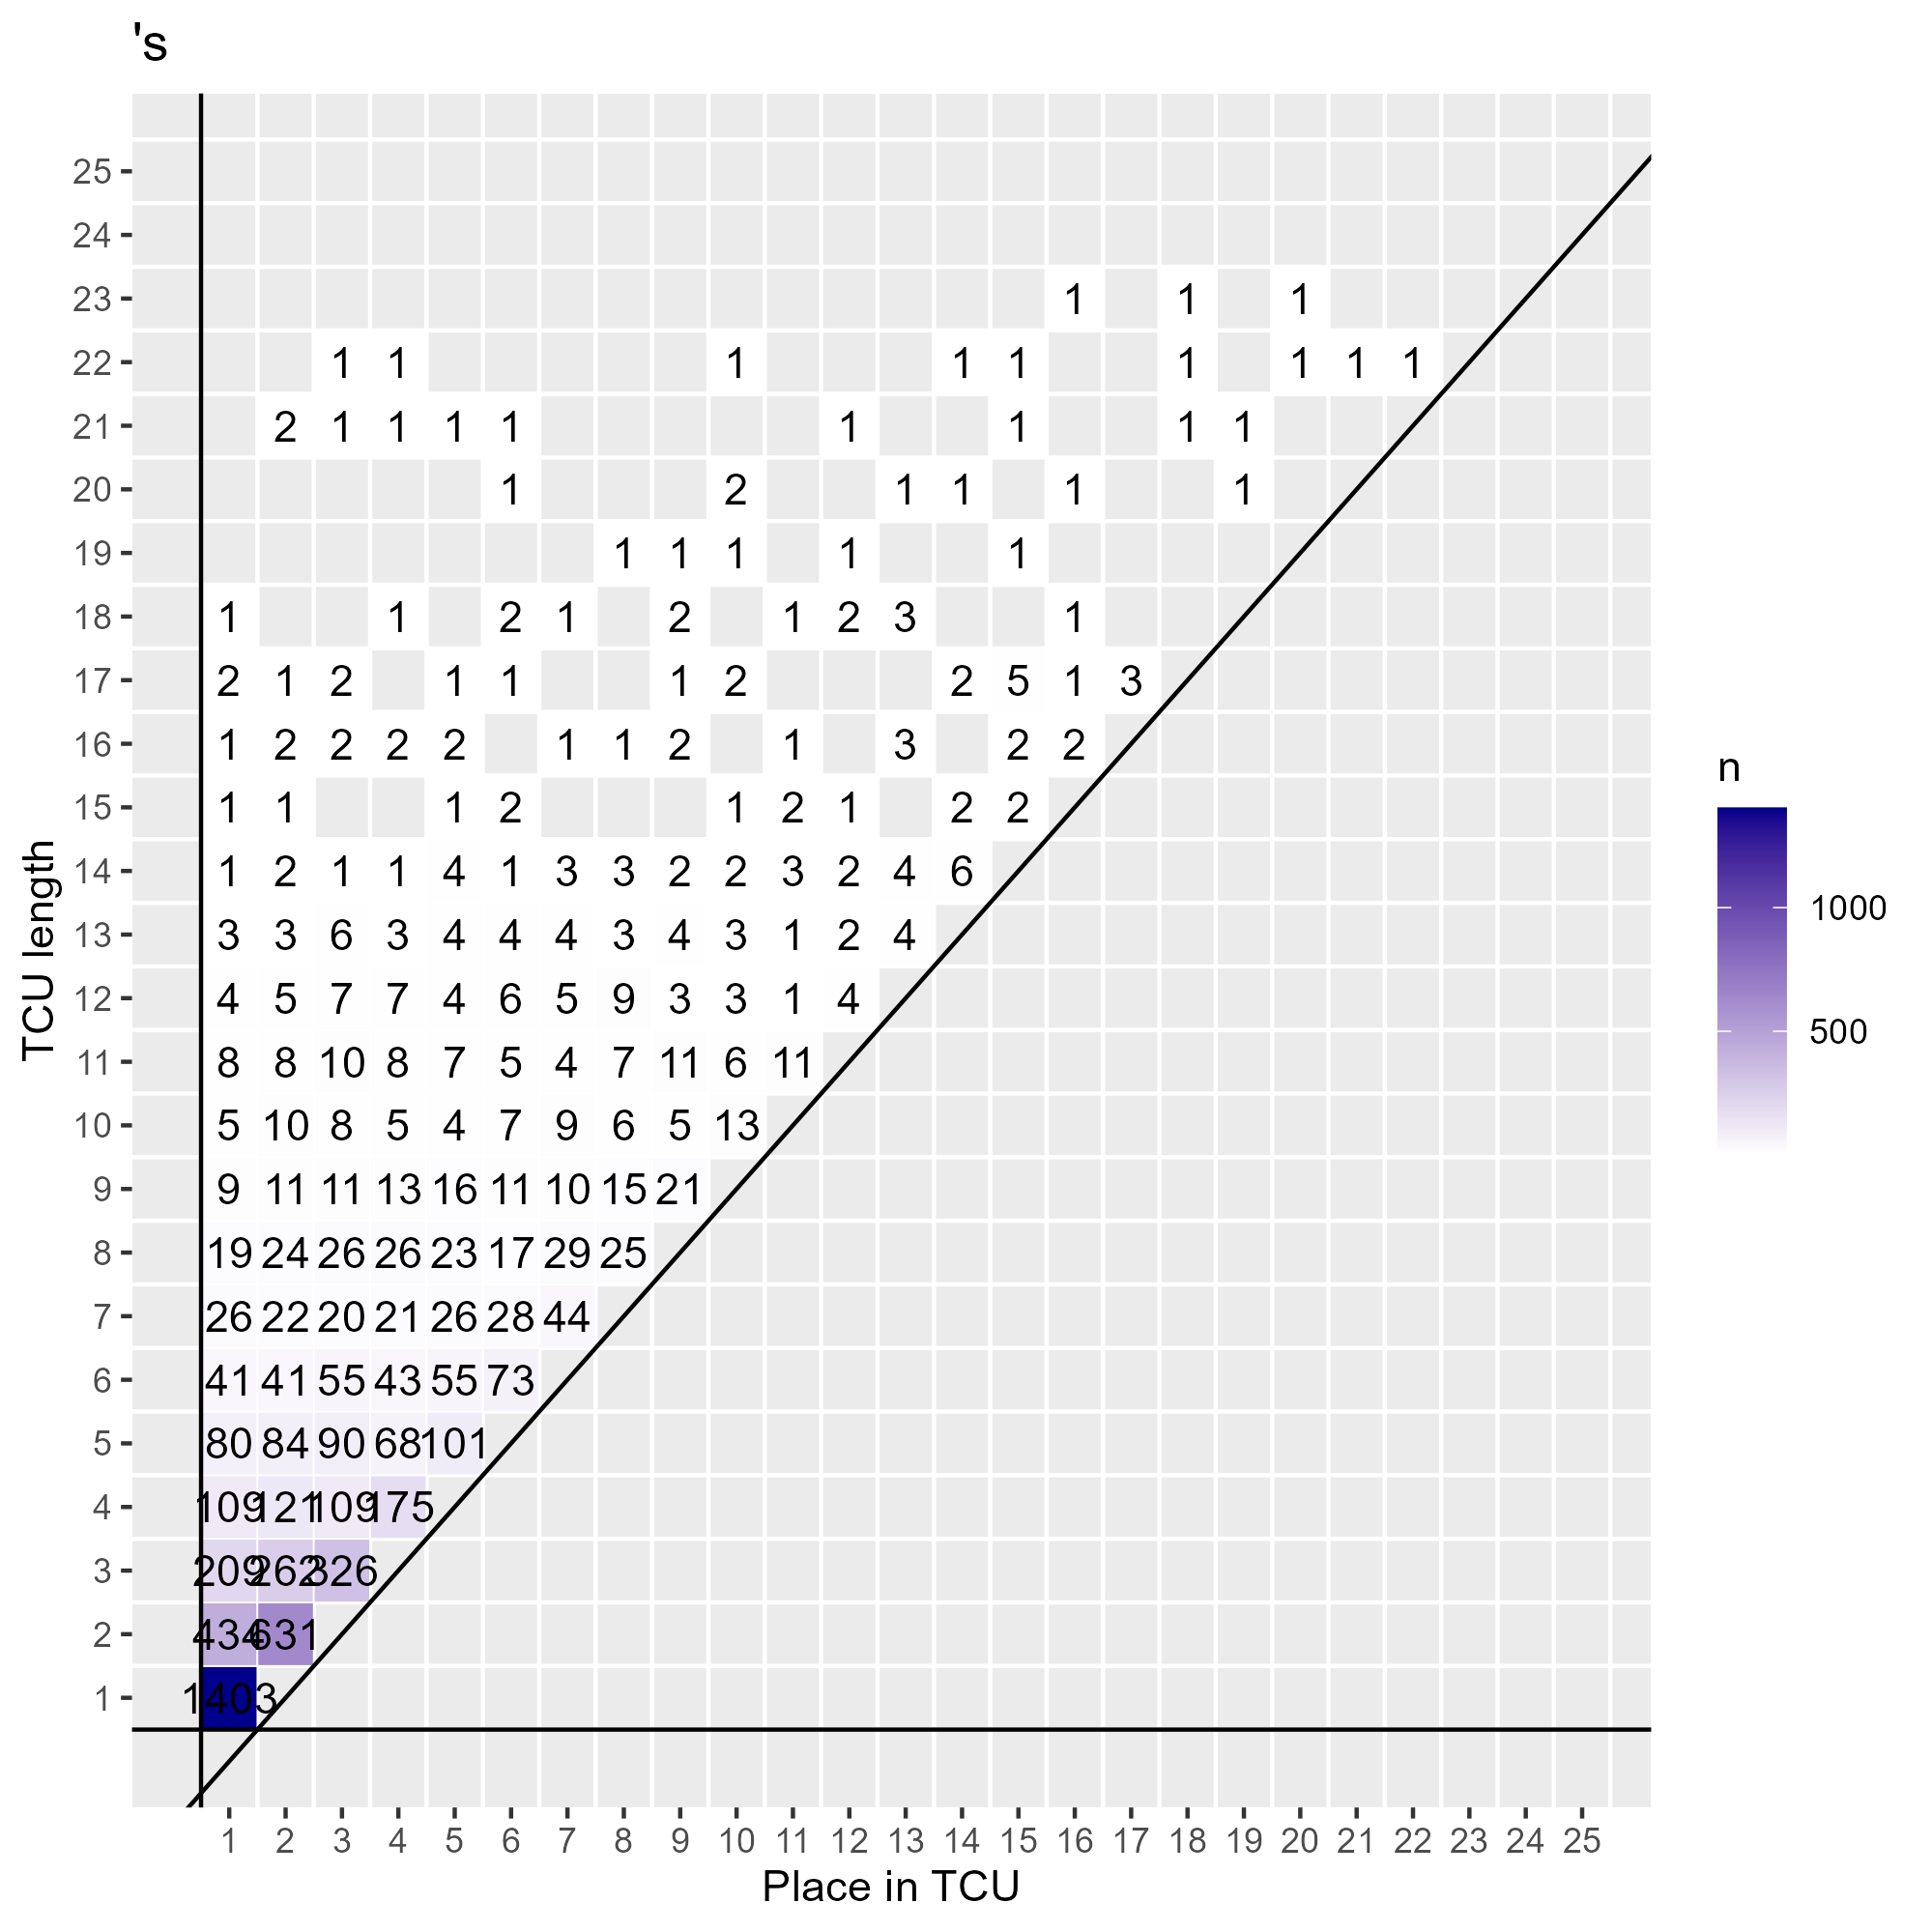 's
25
24
23 1 1 1
22 1 1 1 1 1 1 1 1 1
21 2 1 1 1 1 1 1 1 1
20 1 2 1 1 1 1
19 1 1 1 1 1
18 1 1 2 1 2 1 2 3 1
17 2 1 2 1 1 1 2 2 5 1 3
16 1 2 2 2 2 1 1 2 1 3 2 2
15 1 1 1 2 1 2 1 2 2
14 1 2 1 1 4 1 3 3 2 2 3 2 4 6
13 3 3 6 3 4 4 4 3 4 3 1 2 4
12 4 5 7 7 4 6 5 9 3 3 1 4
11 8 8 10 8 7 5 4 7 11 6 11
10 5 10 8 5 4 7 9 6 5 13
9 9 11 11 13 16 11 10 15 21
8 19 24 26 26 23 17 29 25
7 26 22 20 21 26 28 44
6 41 41 55 43 55 73
5 80 84 90 68 101
4 109 121 109 175
3 209 262 326
2 434 631
1 1403
1 2 3 4 5 6 7 8 9 10 11 12 13 14 15 16 17 18 19 20 21 22 23 24 25
Place in TCU
TCU length
n
1000
500